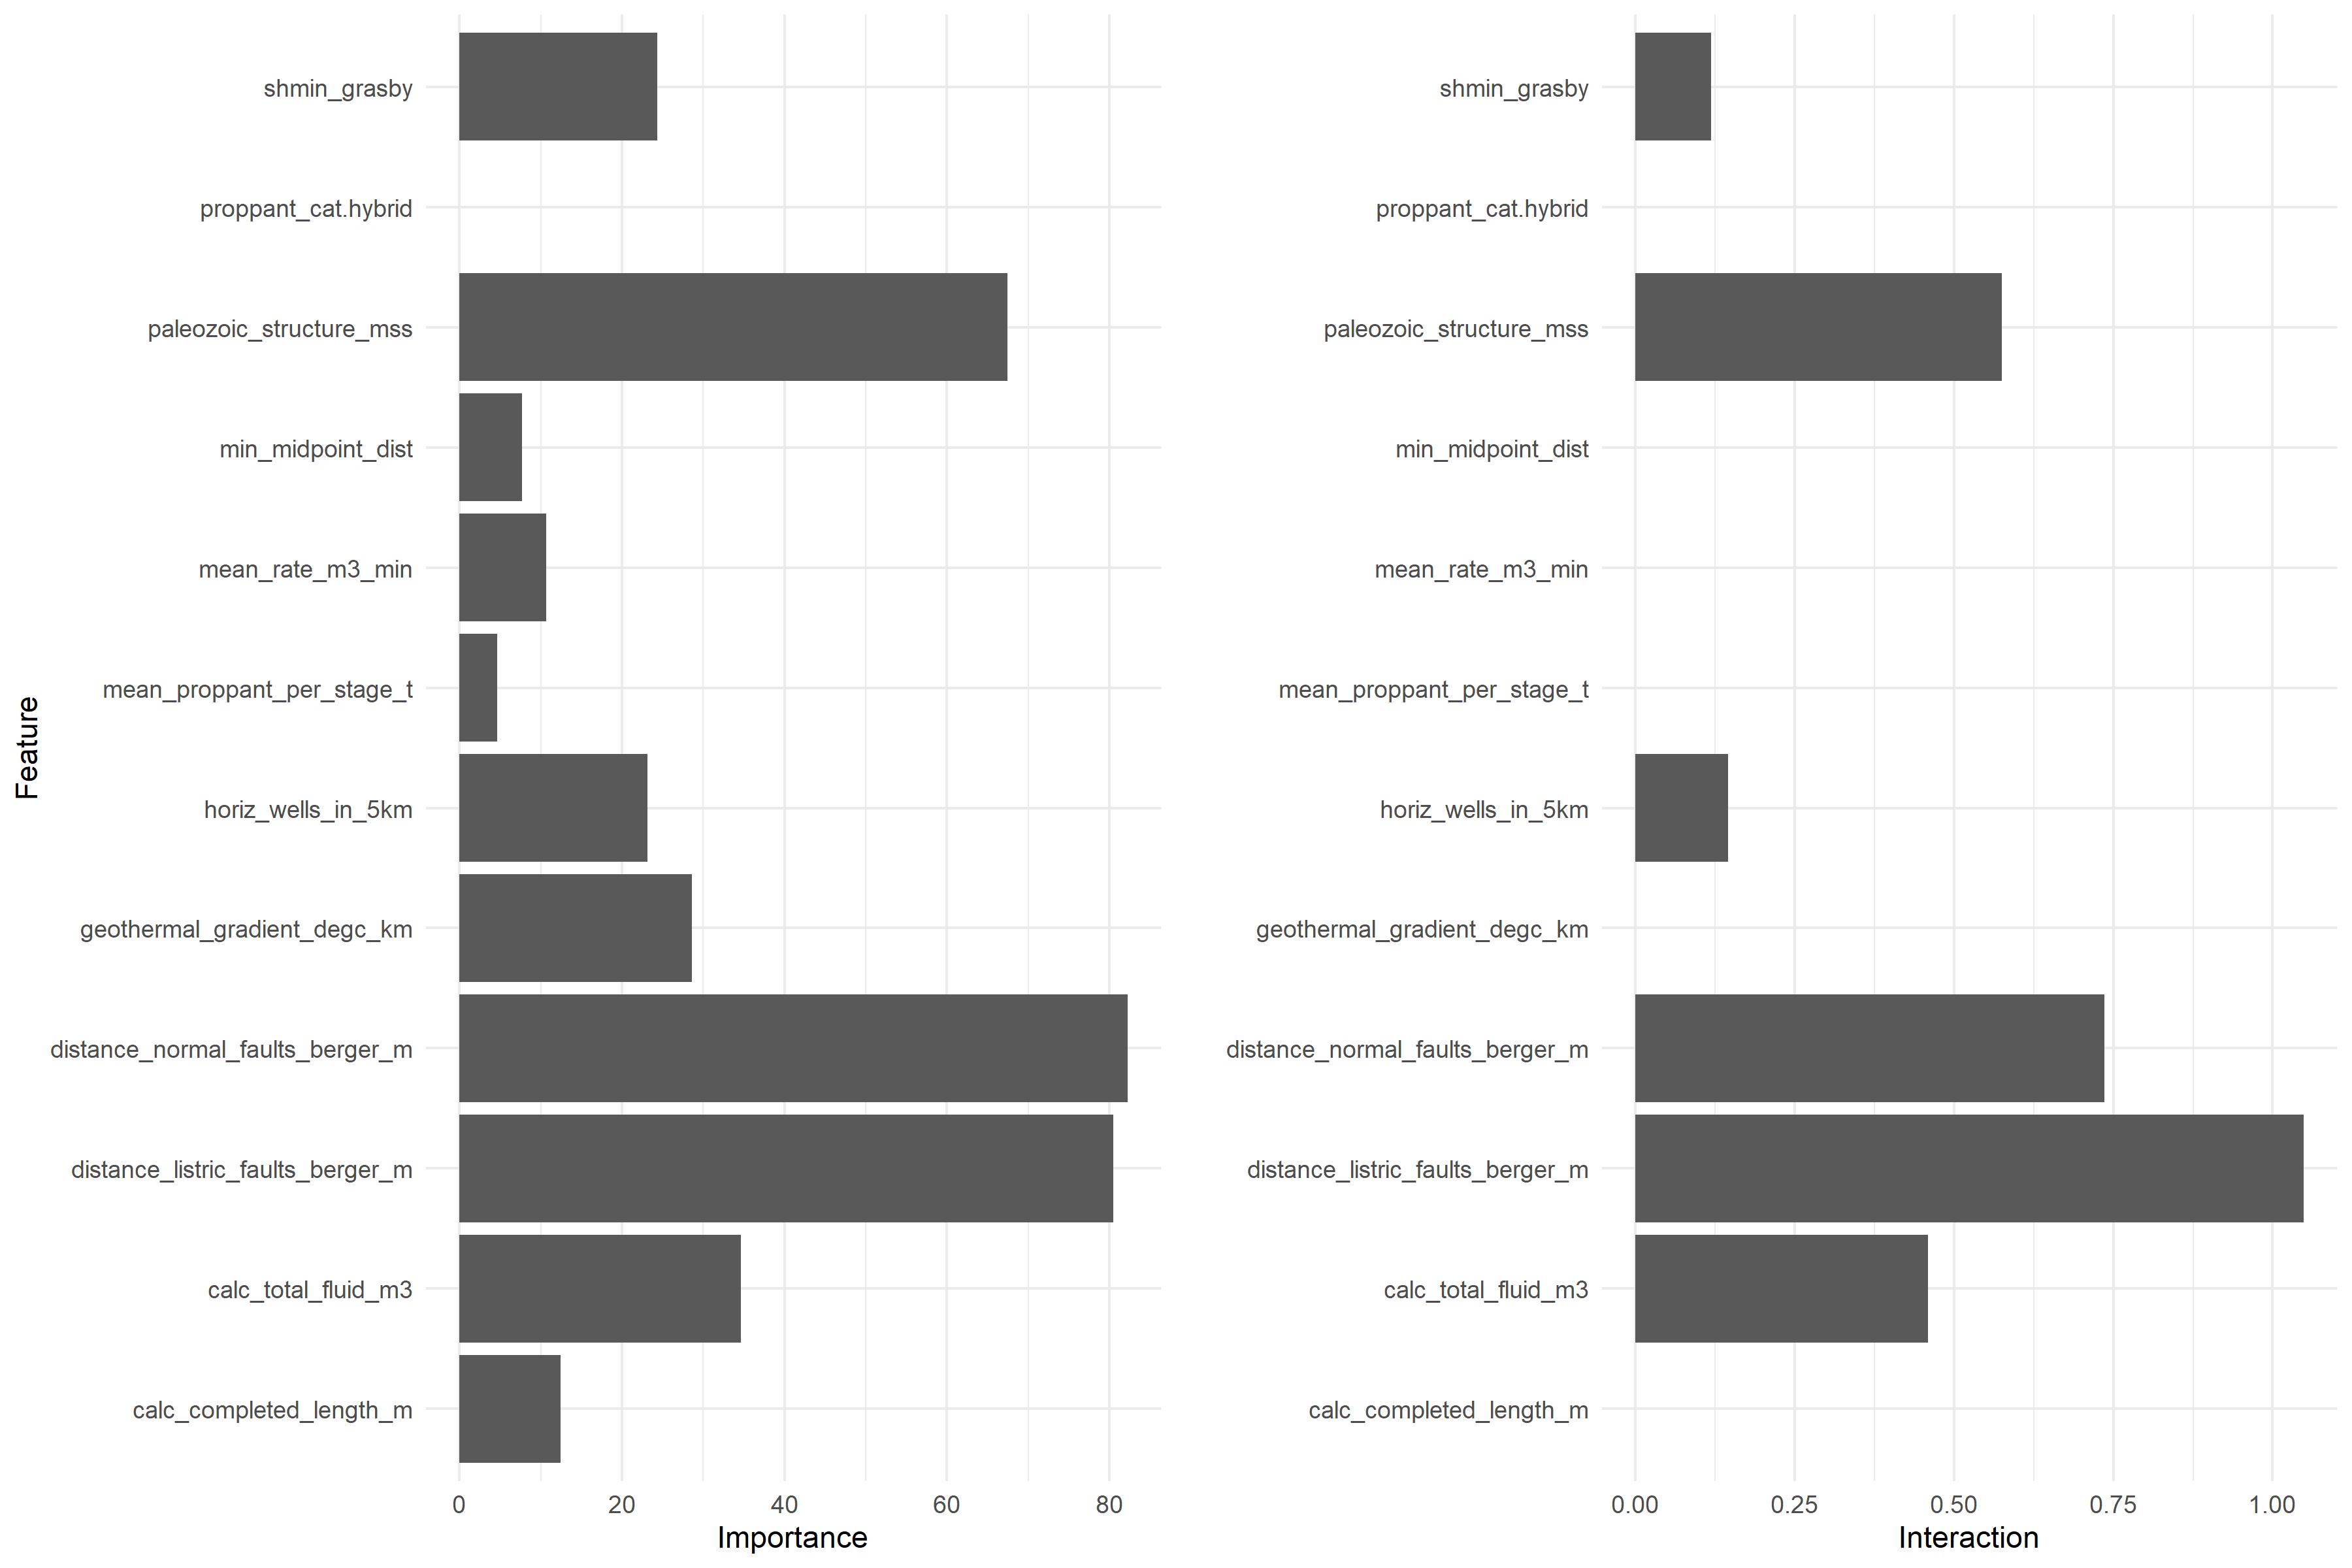 Feature
shmin_grasby
proppant_cat.hybrid
paleozoic_structure_mss
min_midpoint_dist
mean_rate_m3_min
mean_proppant_per_stage_t
horiz_wells_in_5km
geothermal_gradient_degc_km
distance_normal_faults_berger_m
distance_listric_faults_berger_m
calc_total_fluid_m3
calc_completed_length_m
0 20 40 60 80
Importance
shmin_grasby
proppant_cat.hybrid
paleozoic_structure_mss
min_midpoint_dist
mean_rate_m3_min
mean_proppant_per_stage_t
horiz_wells_in_5km
geothermal_gradient_degc_km
distance_normal_faults_berger_m
distance_listric_faults_berger_m
calc_total_fluid_m3
calc_completed_length_m
0.00 0.25 0.50 0.75 1.00
Interaction